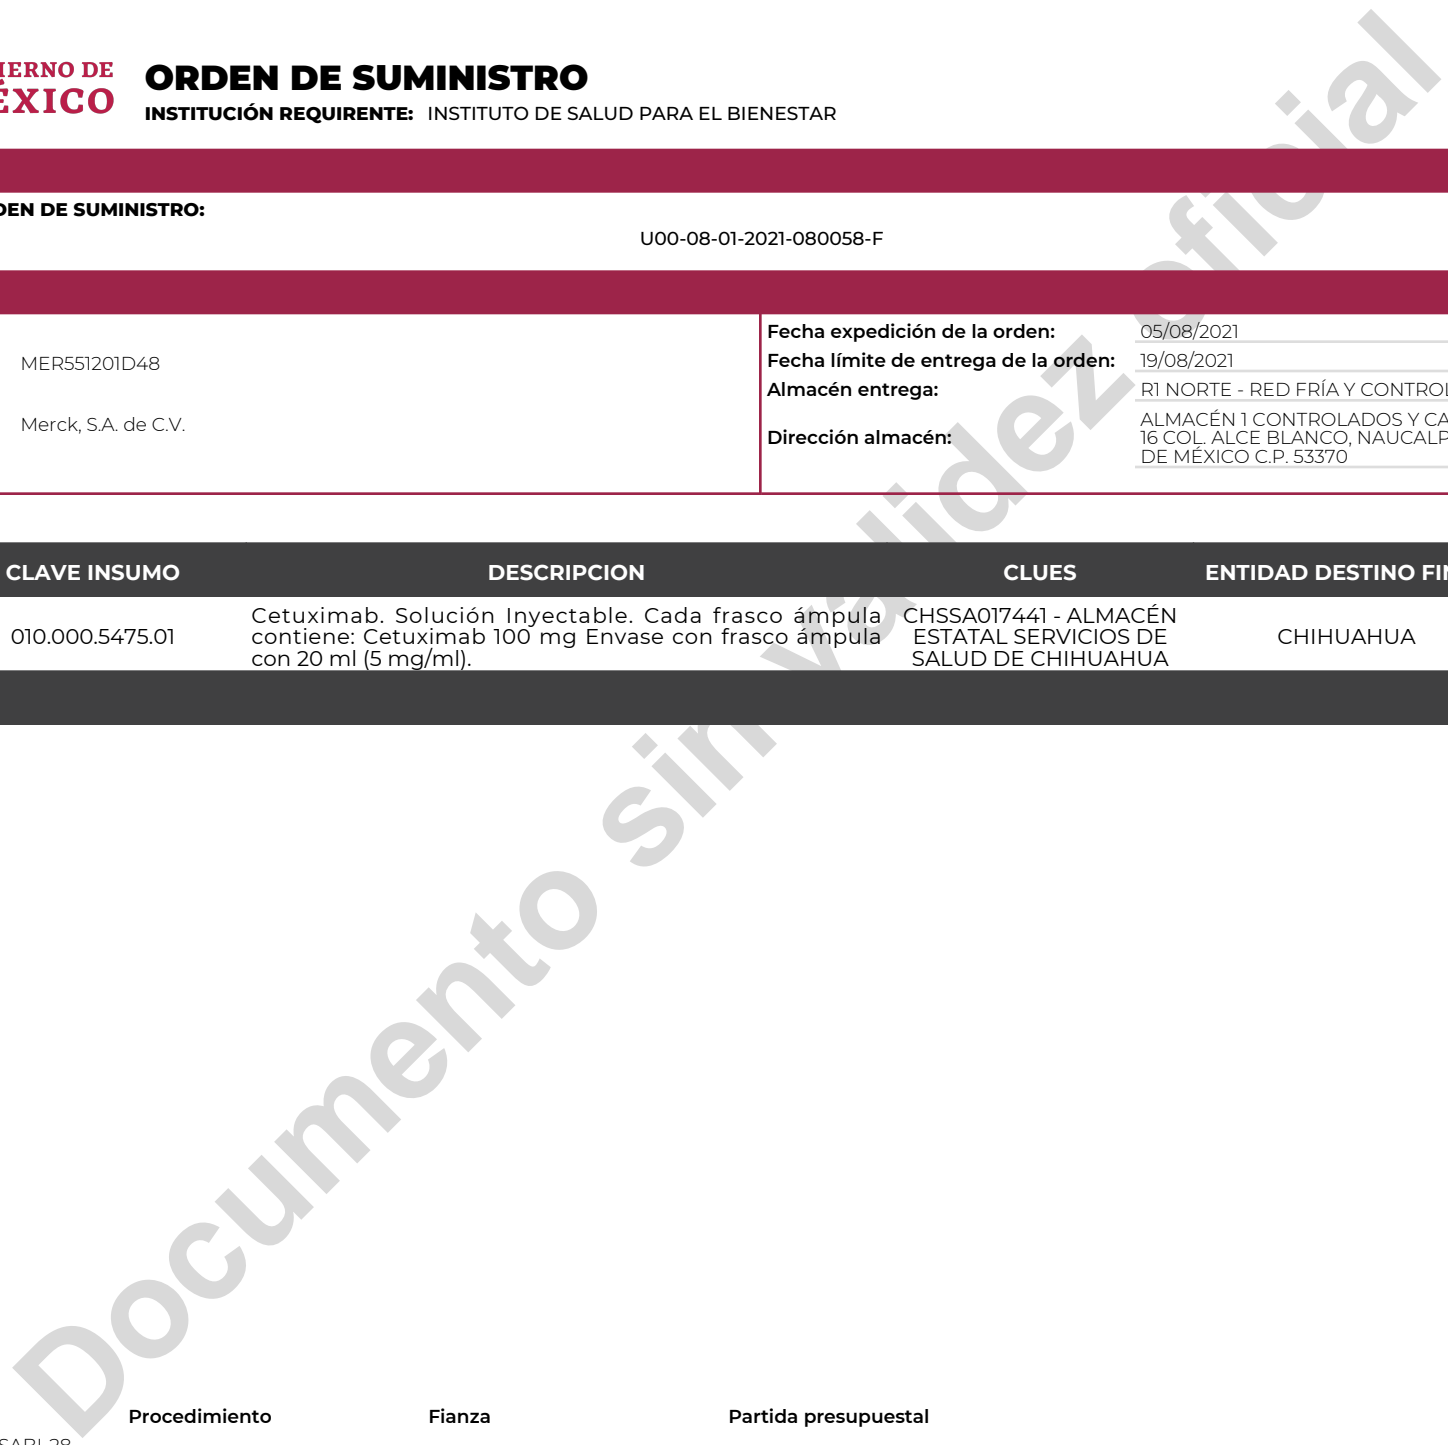 IERNO DE
ÉXICO
ORDEN DE SUMINISTRO
INSTITUCIÓN REQUIRENTE: INSTITUTO DE SALUD PARA EL BIENESTAR
DEN DE SUMINISTRO:
U00-08-01-2021-080058-F
MER551201D48
Merck, S.A. de C.V.
Fecha expedición de la orden: 05/08/2021
Fecha límite de entrega de la orden: 19/08/2021
Almacén entrega: R1 NORTE - RED FRÍA Y CONTROL
Dirección almacén:
ALMACÉN 1 CONTROLADOS Y CA
16 COL. ALCE BLANCO, NAUCALP
DE MÉXICO C.P. 53370
CLAVE INSUMO DESCRIPCION CLUES ENTIDAD DESTINO FIN
010.000.5475.01
Cetuximab. Solución Inyectable. Cada frasco ámpula
contiene: Cetuximab 100 mg Envase con frasco ámpula
con 20 ml (5 mg/ml).
CHSSA017441 - ALMACÉN
ESTATAL SERVICIOS DE
SALUD DE CHIHUAHUA
CHIHUAHUA
Documento sin validez oficial
Procedimiento Fianza Partida presupuestal
SABI-28